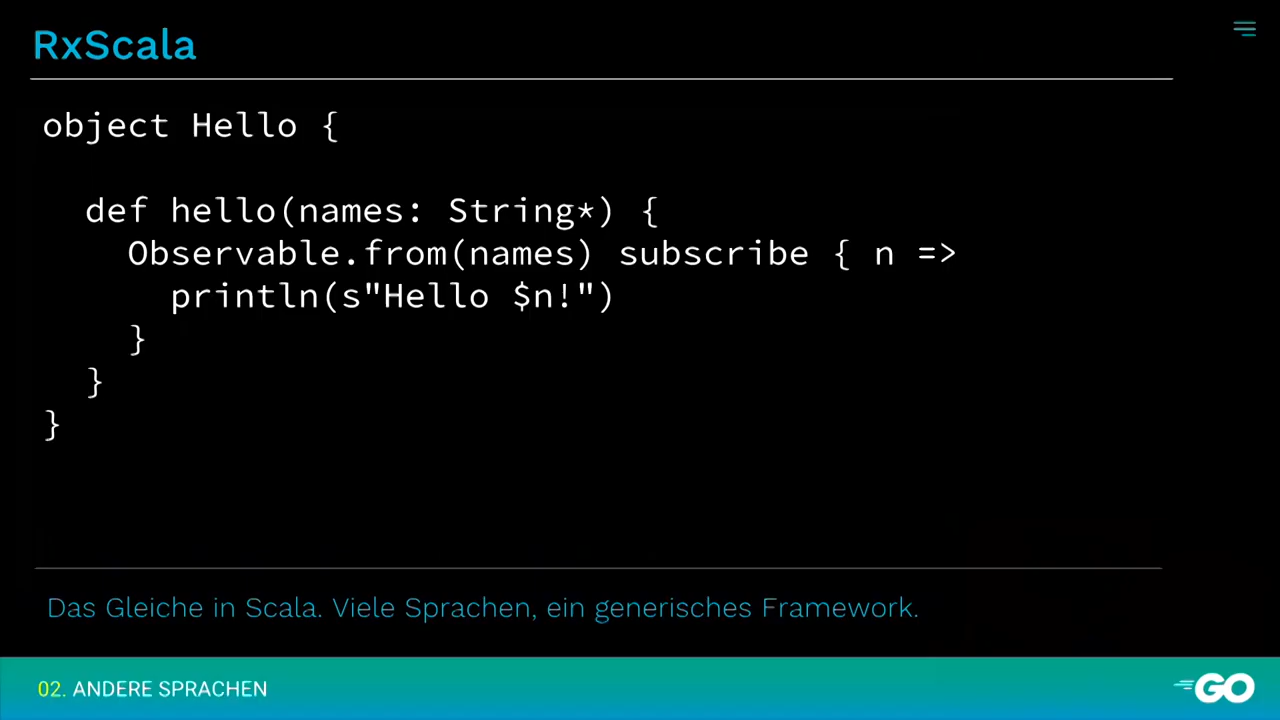 RxScala
object Hello {
  def hello(names: String*) {
    Observable.from(names) subscribe { n =>
      println(s"Hello $n!")
    }
  }
}
Das Gleiche in Scala. Viele Sprachen, ein generisches Framework.
02. ANDERE SPRACHEN
GO